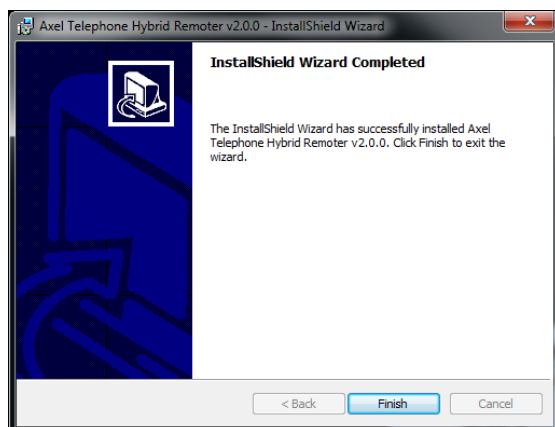 Axel Telephone Hybrid Remoter v2.0.0 - InstallShield Wizard
InstallShield Wizard Completed
The InstallShield Wizard has successfully installed Axel
Telephone Hybrid Remoter v2.0.0. Click Finish to exit the
wizard.
< Back
Finish
Cancel